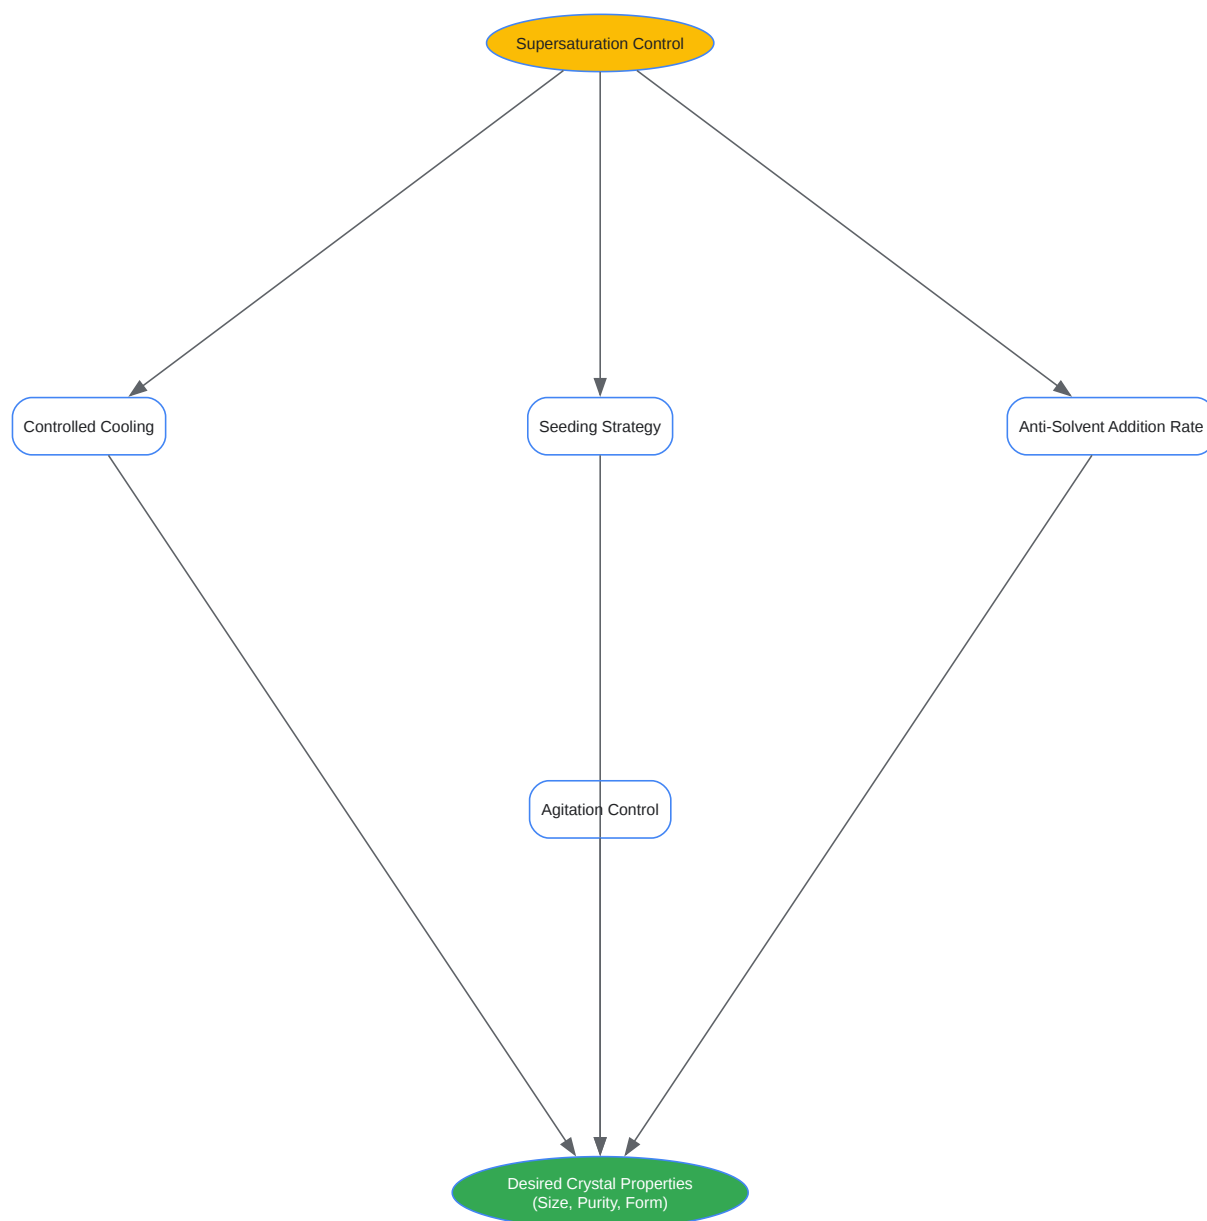 Supersaturation Control
Controlled Cooling
Seeding Strategy
Anti-Solvent Addition Rate
Agitation Control
Desired Crystal Properties
(Size, Purity, Form)